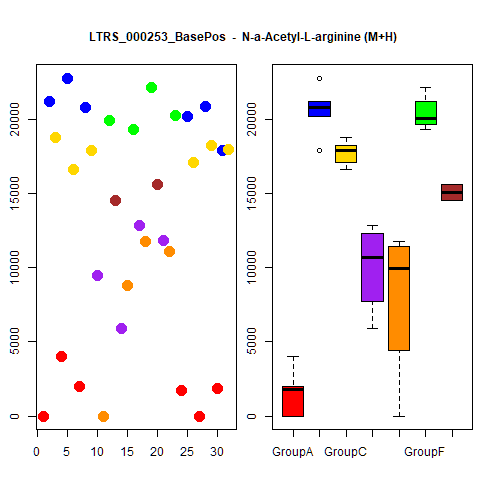 LTRS_000253_BasePos - N-a-Acetyl-L-arginine (M+H)
0 5000 10000 15000 20000
0 5 10 15 20 25 30
0 5000 10000 15000 20000
GroupA GroupC GroupF